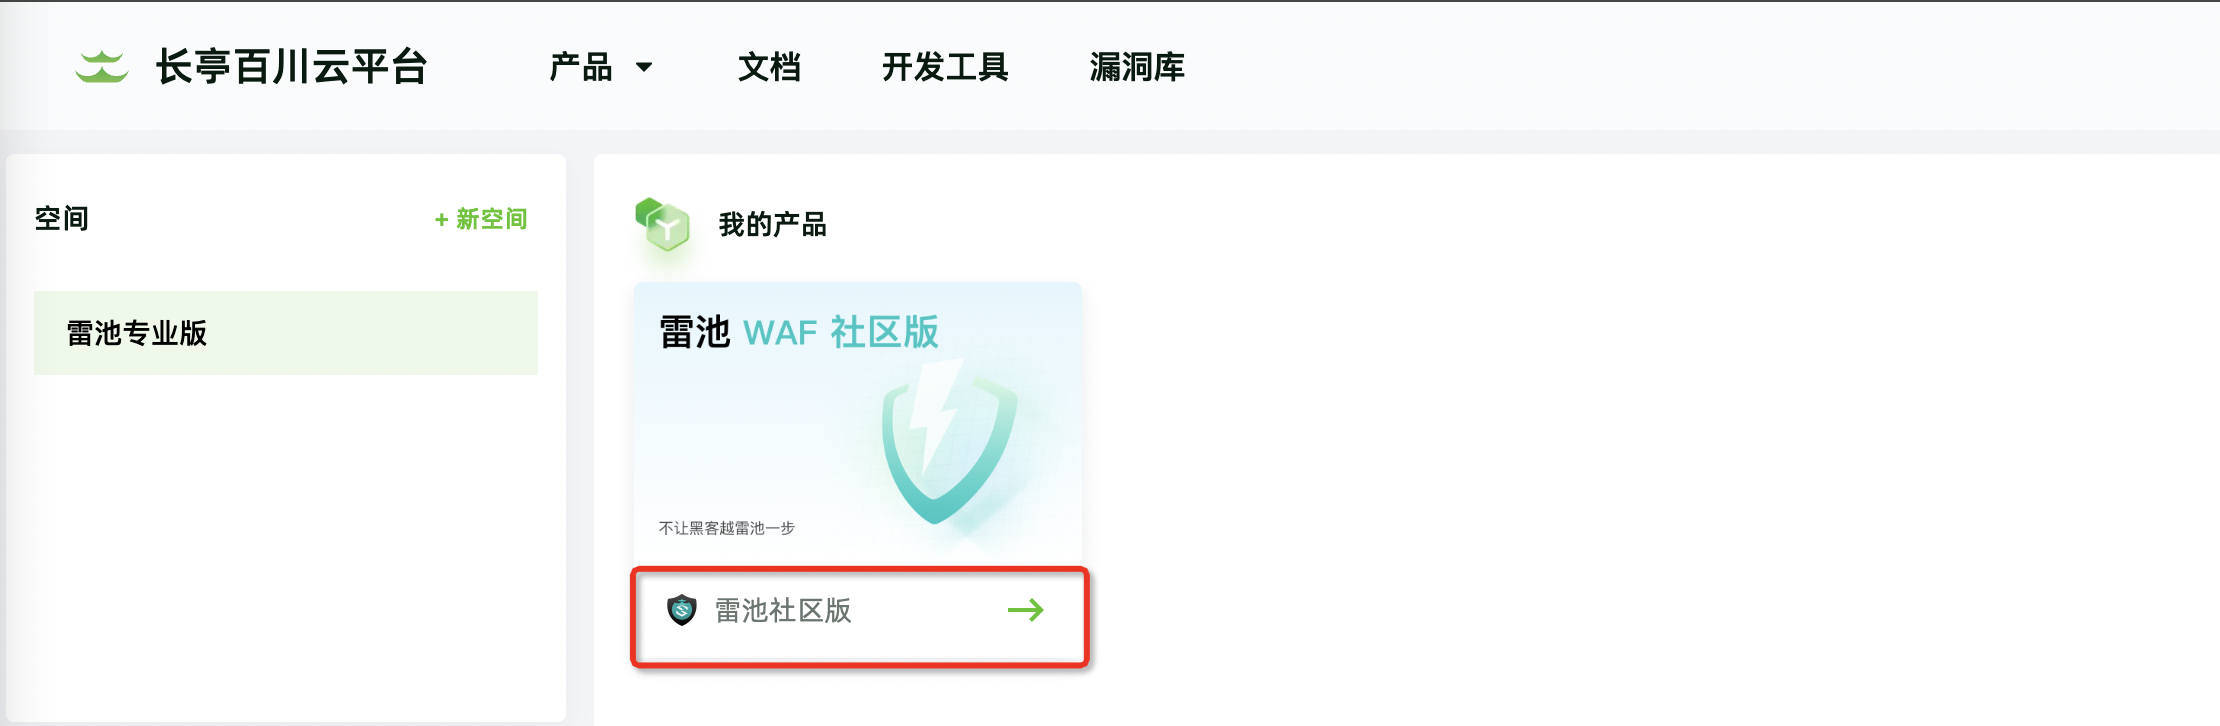 长亭百川云平台 产品 文档 开发工具 漏洞库
空间 + 新空间
雷池专业版
我的产品
雷池 WAF 社区版
不让黑客越雷池一步
雷池社区版